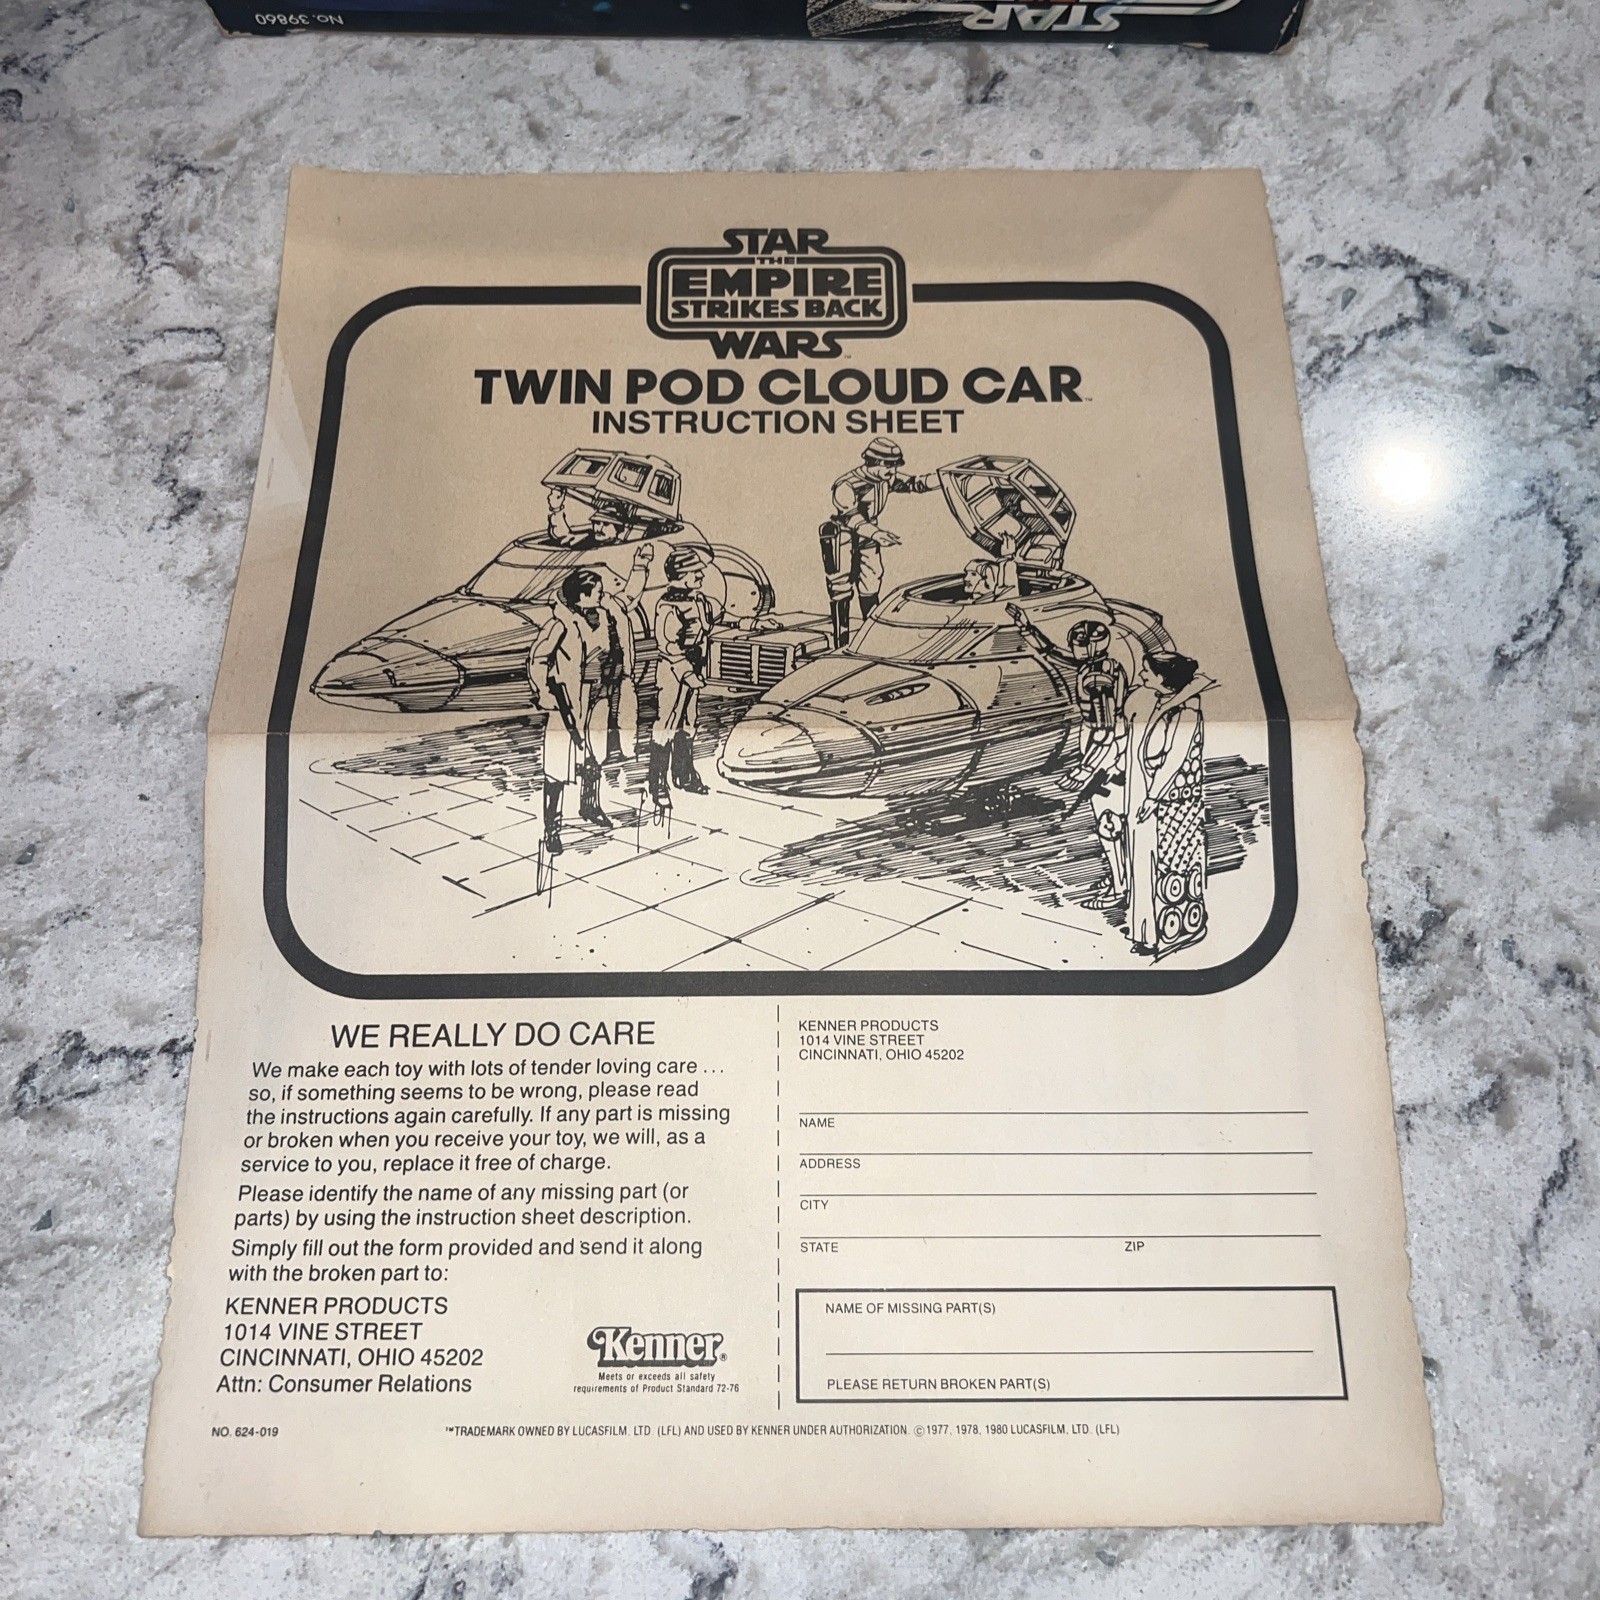 No. 39860
STAR
STAR
THE
EMPIRE
STRIKES BACK
WARS™
TWIN POD CLOUD CAR™
INSTRUCTION SHEET
WE REALLY DO CARE
We make each toy with lots of tender loving care ...
so, if something seems to be wrong, please read
the instructions again carefully. If any part is missing
or broken when you receive your toy, we will, as a
service to you, replace it free of charge.
Please identify the name of any missing part (or
parts) by using the instruction sheet description.
Simply fill out the form provided and send it along
with the broken part to:
KENNER PRODUCTS
1014 VINE STREET
CINCINNATI, OHIO 45202
Attn: Consumer Relations
Kenner®
Meets or exceeds all safety
requirements of Product Standard 72-76
KENNER PRODUCTS
1014 VINE STREET
CINCINNATI, OHIO 45202
NAME
ADDRESS
CITY
STATE ZIP
NAME OF MISSING PART(S)
PLEASE RETURN BROKEN PART(S)
NO. 624-019
™TRADEMARK OWNED BY LUCASFILM, LTD. (LFL) AND USED BY KENNER UNDER AUTHORIZATION. ©1977, 1978, 1980 LUCASFILM, LTD. (LFL)